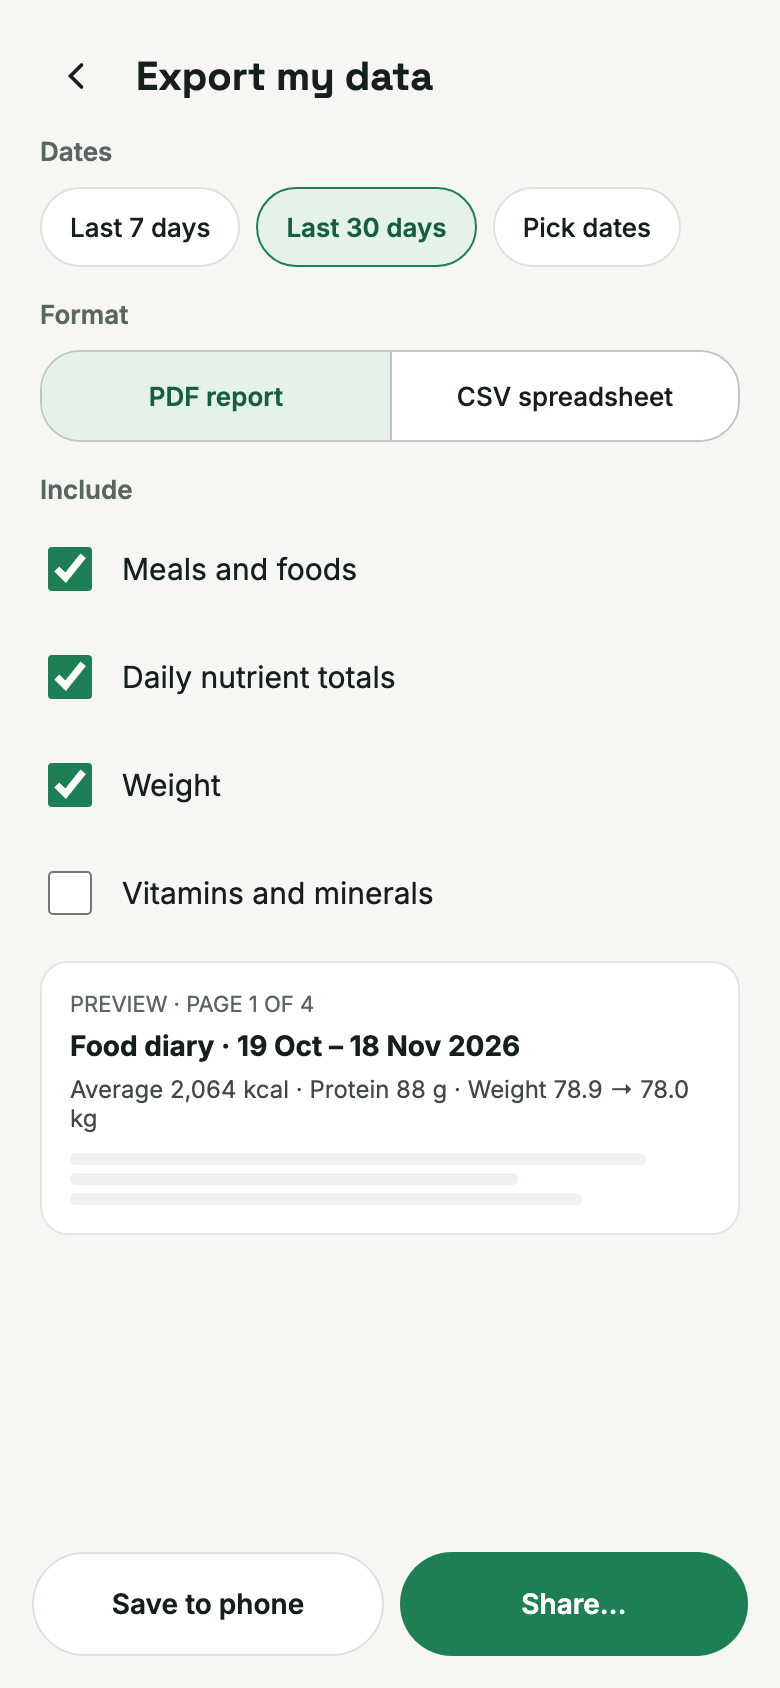 Export my data
Dates
Last 7 days
Last 30 days
Pick dates
Format
PDF report
CSV spreadsheet
Include
Meals and foods
Daily nutrient totals
Weight
Vitamins and minerals
PREVIEW · PAGE 1 OF 4
Food diary · 19 Oct – 18 Nov 2026
Average 2,064 kcal · Protein 88 g · Weight 78.9 → 78.0
kg
Save to phone
Share...